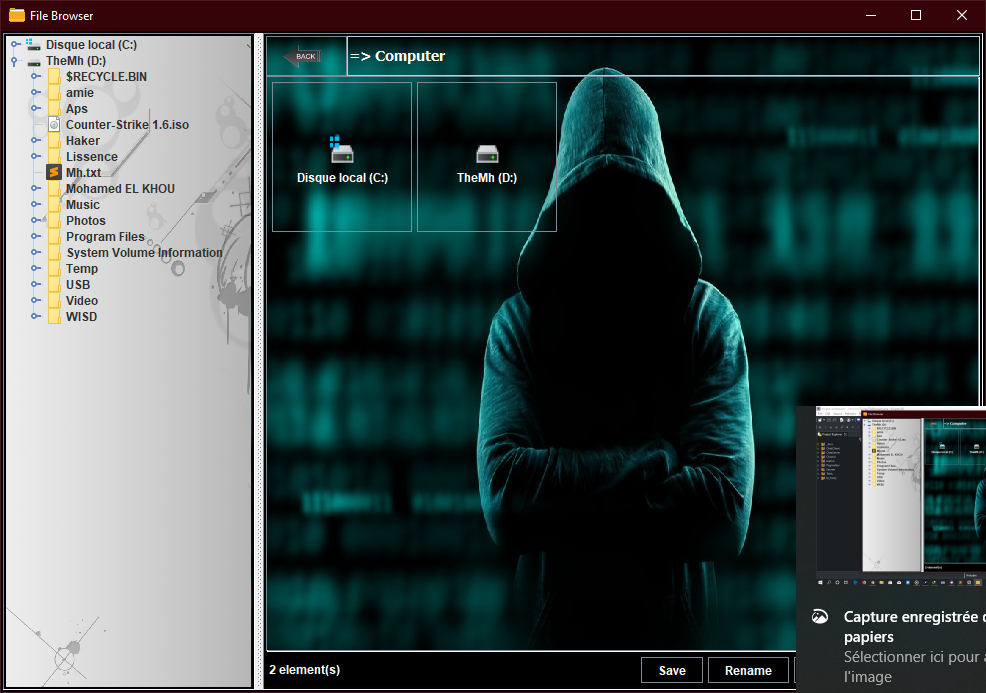 File Browser
Disque local (C:)
TheMh (D:)
$RECYCLE.BIN
amie
Aps
Counter-Strike 1.6.iso
Haker
Lissence
Mh.txt
Mohamed EL KHOU
Music
Photos
Program Files
System Volume Information
Temp
USB
Video
WISD
BACK
=> Computer
Disque local (C:)
TheMh (D:)
2 element(s)
Save
Rename
Capture enregistrée
papiers
Sélectionner ici pour
l'image